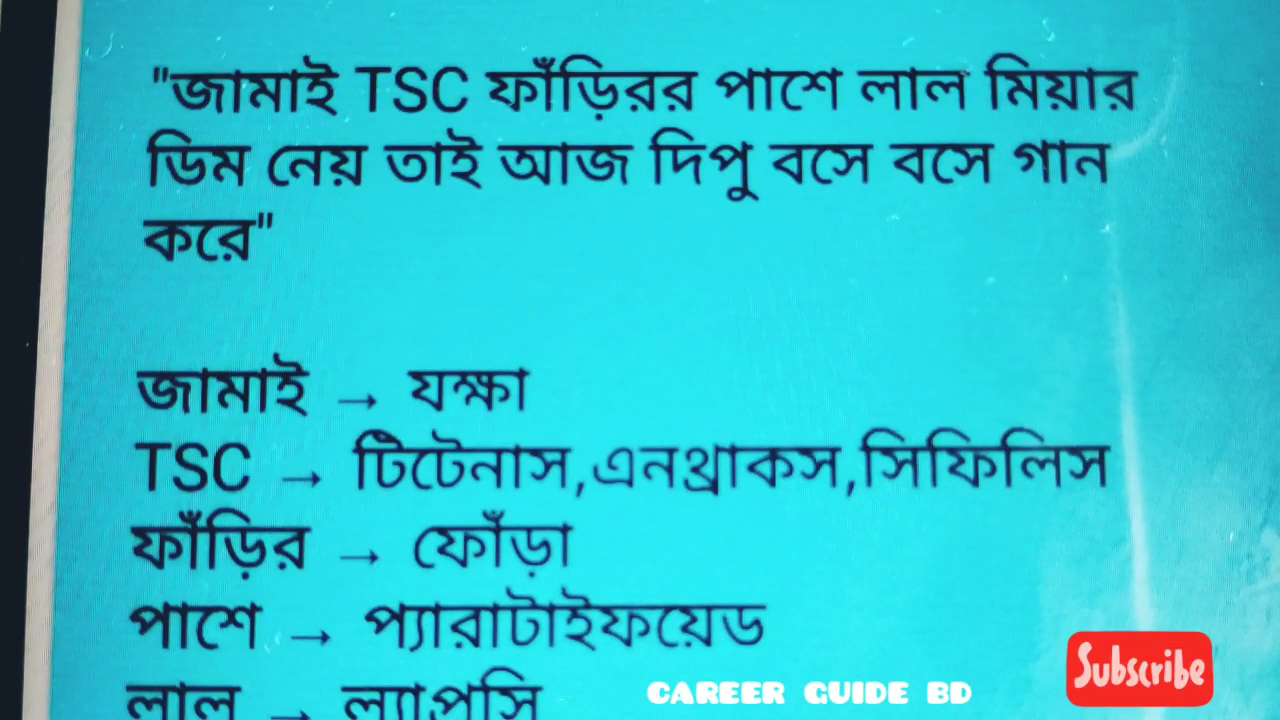 "জামাই TSC ফাঁড়িরর পাশে লাল মিয়ার
ডিম নেয় তাই আজ দিপু বসে বসে গান
করে"
জামাই → যক্ষা
TSC → টিটেনাস,এনথ্রাকস,সিফিলিস
ফাঁড়ির → ফোঁড়া
পাশে → প্যারাটাইফয়েড
লাল → ল্যাপ্রসি
CAREER GUIDE BD
Subscribe